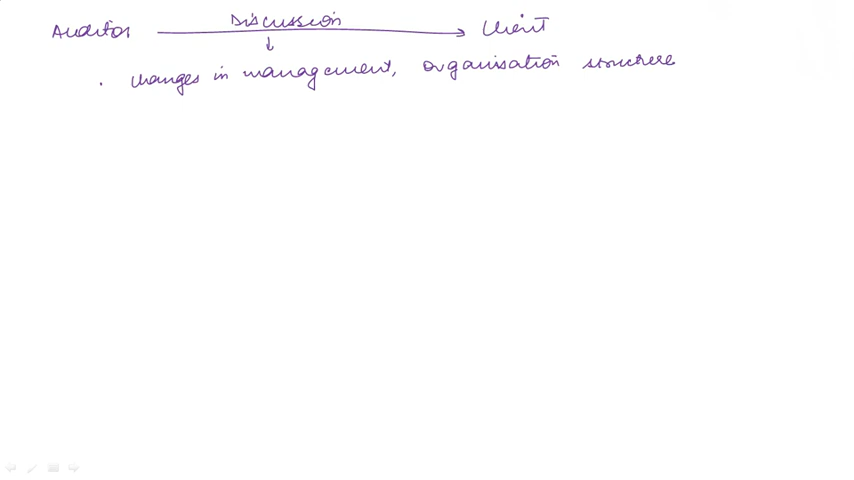 Auditor Discussion Client
changes in management, organisation structure